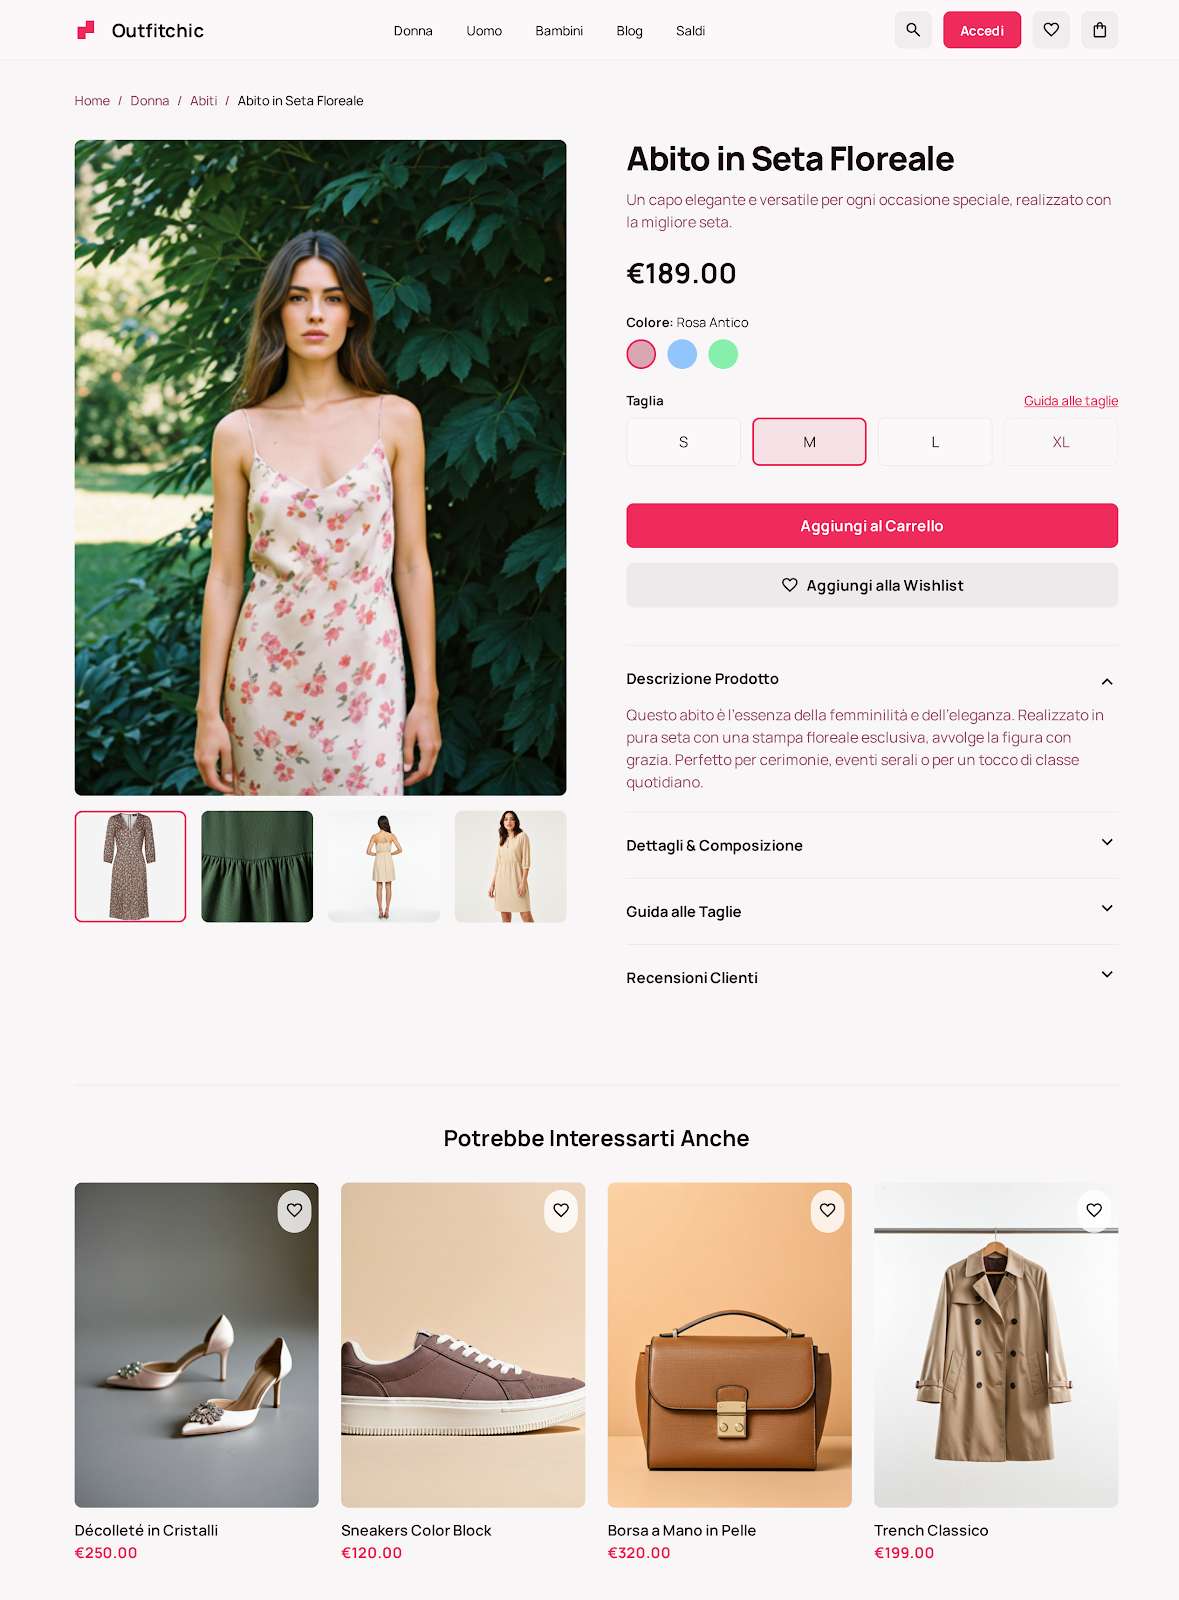 Outfitchic
Donna
Uomo
Bambini
Blog
Saldi
Accedi
Home / Donna / Abiti / Abito in Seta Floreale
Abito in Seta Floreale
Un capo elegante e versatile per ogni occasione speciale, realizzato con
la migliore seta.
€189.00
Colore: Rosa Antico
Taglia
Guida alle taglie
S
M
L
XL
Aggiungi al Carrello
Aggiungi alla Wishlist
Descrizione Prodotto
Questo abito è l'essenza della femminilità e dell'eleganza. Realizzato in
pura seta con una stampa floreale esclusiva, avvolge la figura con
grazia. Perfetto per cerimonie, eventi serali o per un tocco di classe
quotidiano.
Dettagli & Composizione
Guida alle Taglie
Recensioni Clienti
Potrebbe Interessarti Anche
Décolleté in Cristalli
€250.00
Sneakers Color Block
€120.00
Borsa a Mano in Pelle
€320.00
Trench Classico
€199.00